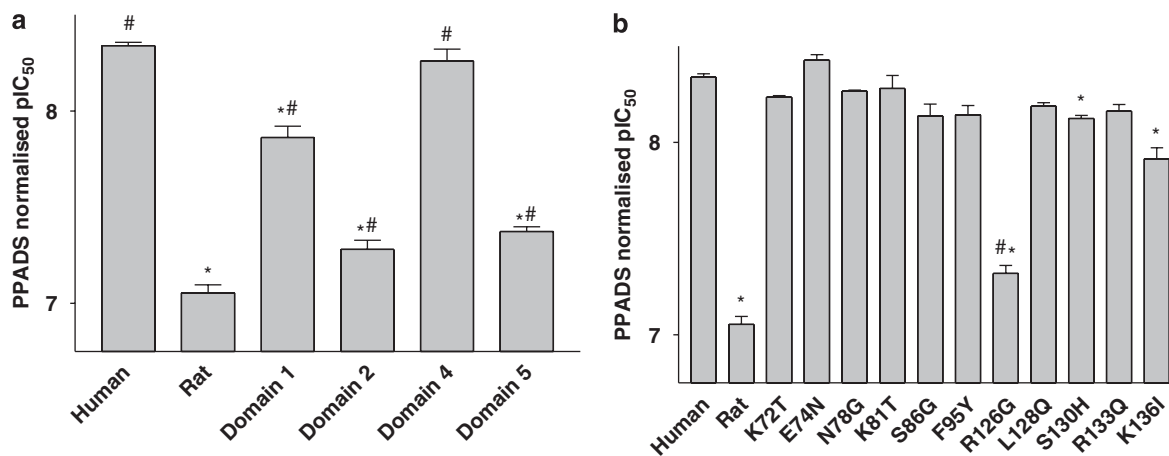 a
PPADS normalised pIC50
8
7
#
*
*#
*#
#
*#
Human
Rat
Domain 1
Domain 2
Domain 4
Domain 5
b
PPADS normalised pIC50
8
7
*
#*
*
*
Human
Rat
K72T
E74N
N78G
K81T
S86G
F95Y
R126G
L128Q
S130H
R133Q
K136I